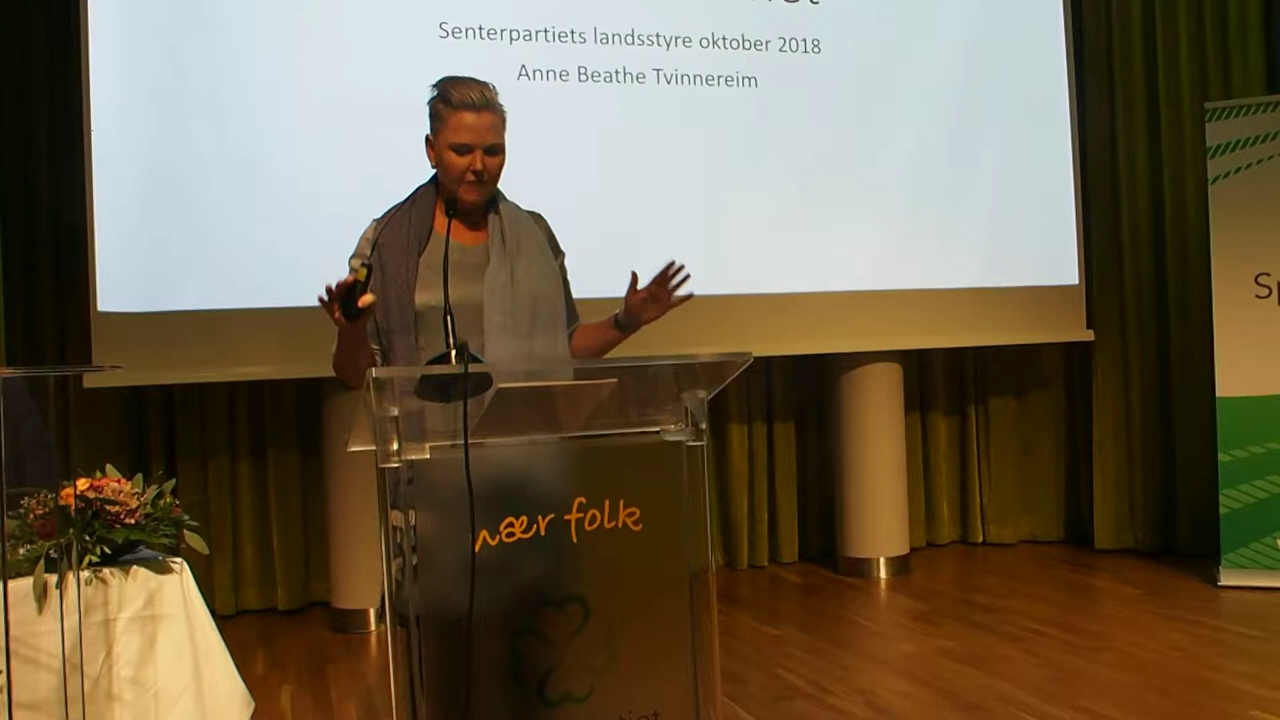 Senterpartiets landsstyre oktober 2018
Anne Beathe Tvinnereim
nær folk